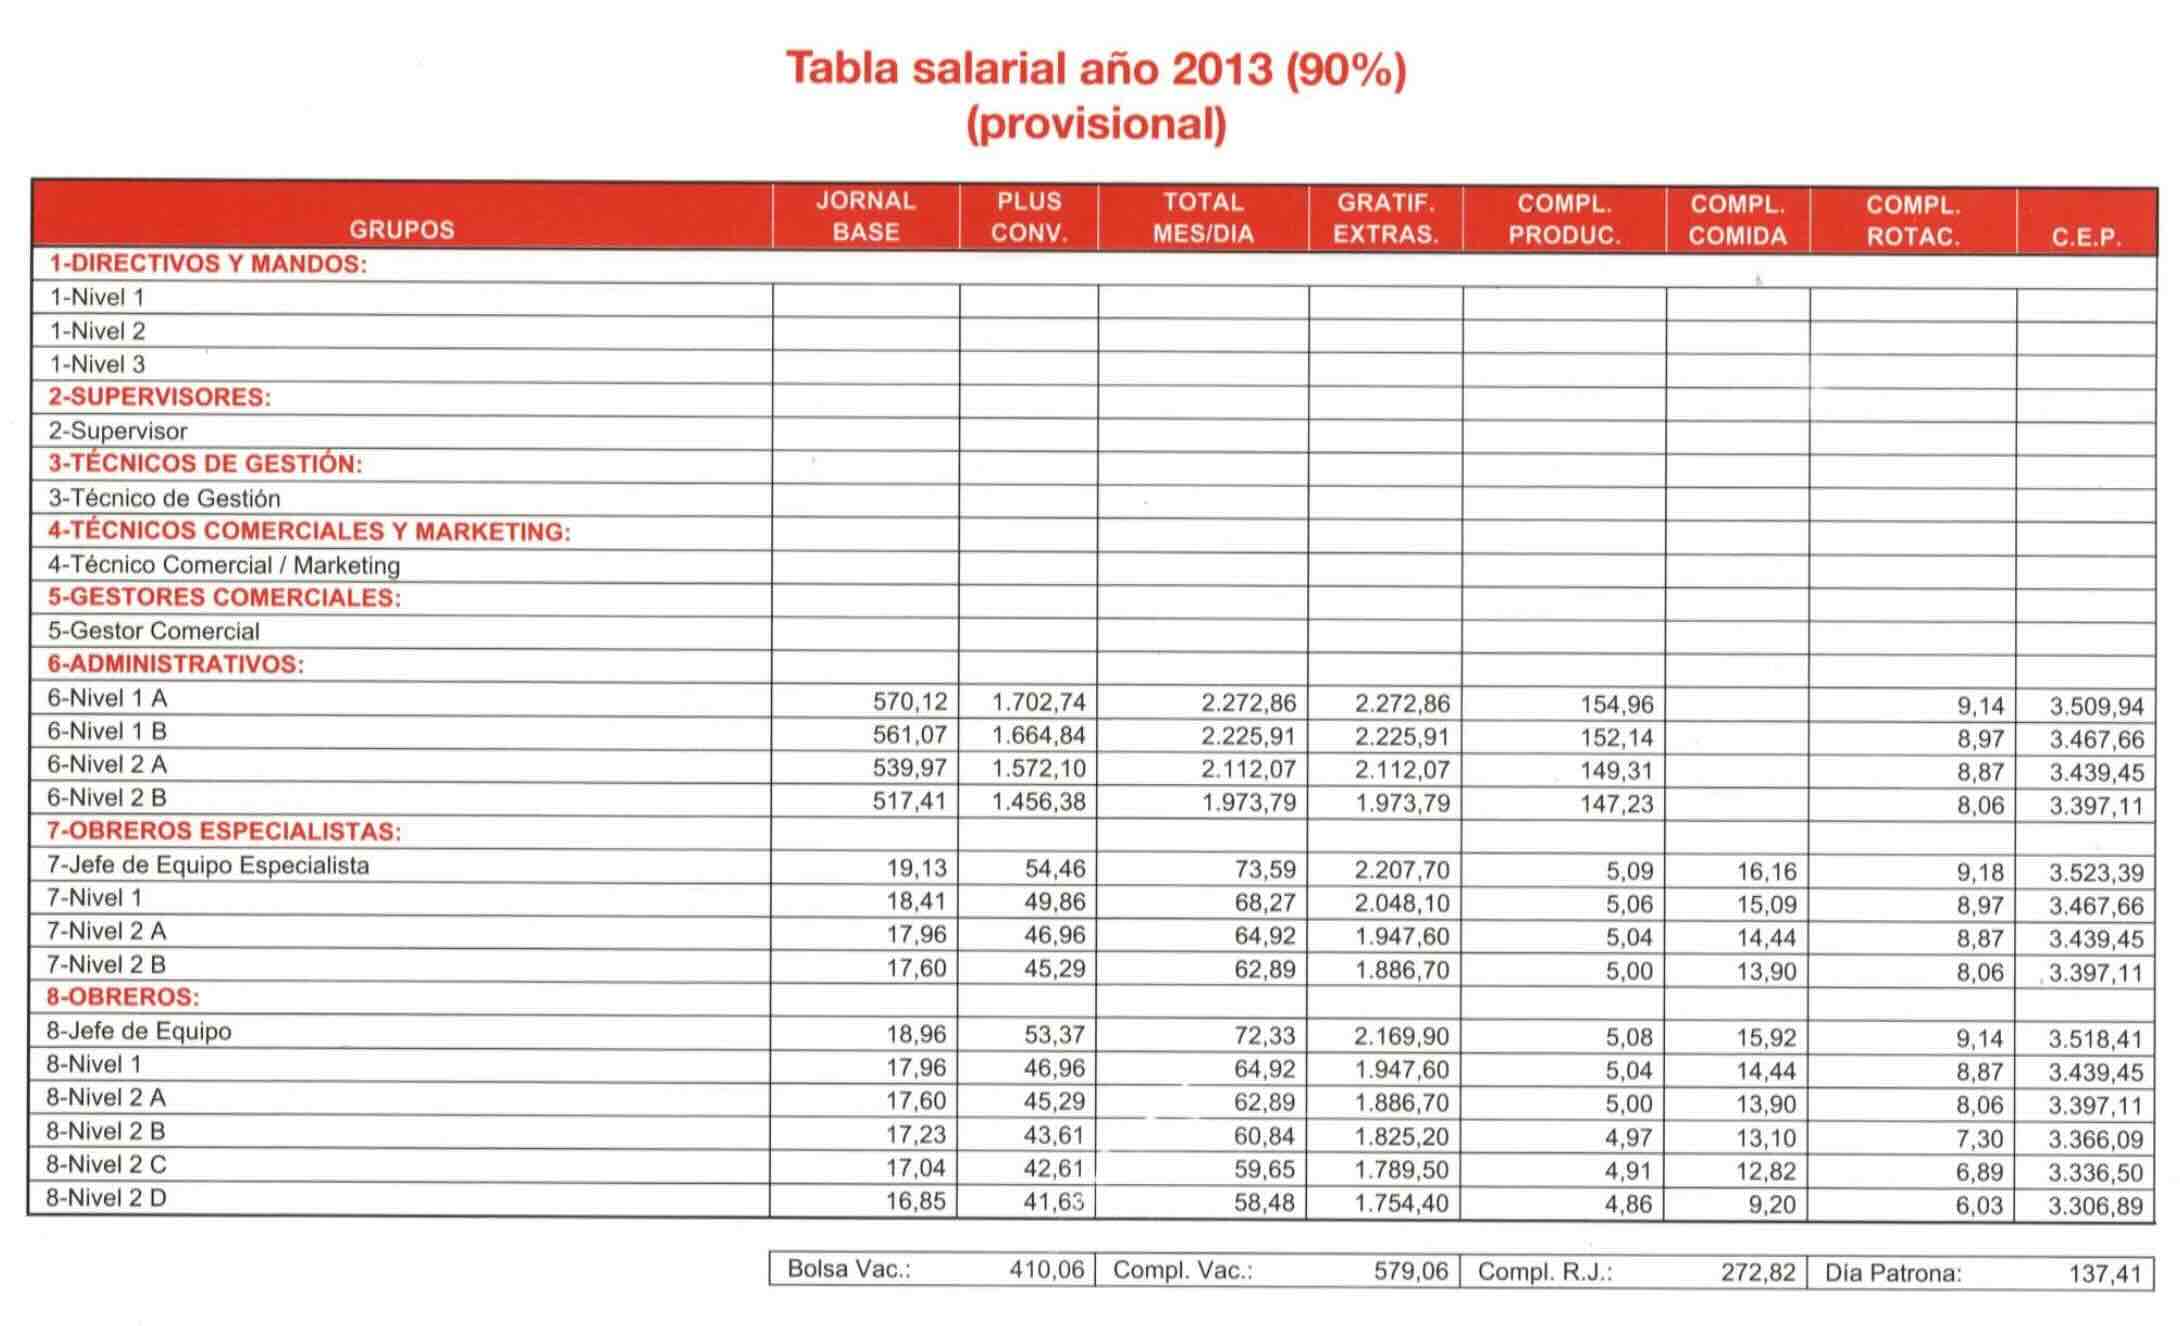 Tabla salarial año 2013 (90%)
(provisional)
GRUPOS JORNAL BASE PLUS CONV. TOTAL MES/DIA GRATIF. EXTRAS. COMPL. PRODUC. COMPL. COMIDA COMPL. ROTAC. C.E.P.
1-DIRECTIVOS Y MANDOS:
1-Nivel 1
1-Nivel 2
1-Nivel 3
2-SUPERVISORES:
2-Supervisor
3-TÉCNICOS DE GESTIÓN:
3-Técnico de Gestión
4-TÉCNICOS COMERCIALES Y MARKETING:
4-Técnico Comercial / Marketing
5-GESTORES COMERCIALES:
5-Gestor Comercial
6-ADMINISTRATIVOS:
6-Nivel 1 A 570,12 1.702,74 2.272,86 2.272,86 154,96 9,14 3.509,94
6-Nivel 1 B 561,07 1.664,84 2.225,91 2.225,91 152,14 8,97 3.467,66
6-Nivel 2 A 539,97 1.572,10 2.112,07 2.112,07 149,31 8,87 3.439,45
6-Nivel 2 B 517,41 1.456,38 1.973,79 1.973,79 147,23 8,06 3.397,11
7-OBREROS ESPECIALISTAS:
7-Jefe de Equipo Especialista 19,13 54,46 73,59 2.207,70 5,09 16,16 9,18 3.523,39
7-Nivel 1 18,41 49,86 68,27 2.048,10 5,06 15,09 8,97 3.467,66
7-Nivel 2 A 17,96 46,96 64,92 1.947,60 5,04 14,44 8,87 3.439,45
7-Nivel 2 B 17,60 45,29 62,89 1.886,70 5,00 13,90 8,06 3.397,11
8-OBREROS:
8-Jefe de Equipo 18,96 53,37 72,33 2.169,90 5,08 15,92 9,14 3.518,41
8-Nivel 1 17,96 46,96 64,92 1.947,60 5,04 14,44 8,87 3.439,45
8-Nivel 2 A 17,60 45,29 62,89 1.886,70 5,00 13,90 8,06 3.397,11
8-Nivel 2 B 17,23 43,61 60,84 1.825,20 4,97 13,10 7,30 3.366,09
8-Nivel 2 C 17,04 42,61 59,65 1.789,50 4,91 12,82 6,89 3.336,50
8-Nivel 2 D 16,85 41,63 58,48 1.754,40 4,86 9,20 6,03 3.306,89
Bolsa Vac.: 410,06 Compl. Vac.: 579,06 Compl. R.J.: 272,82 Día Patrona: 137,41